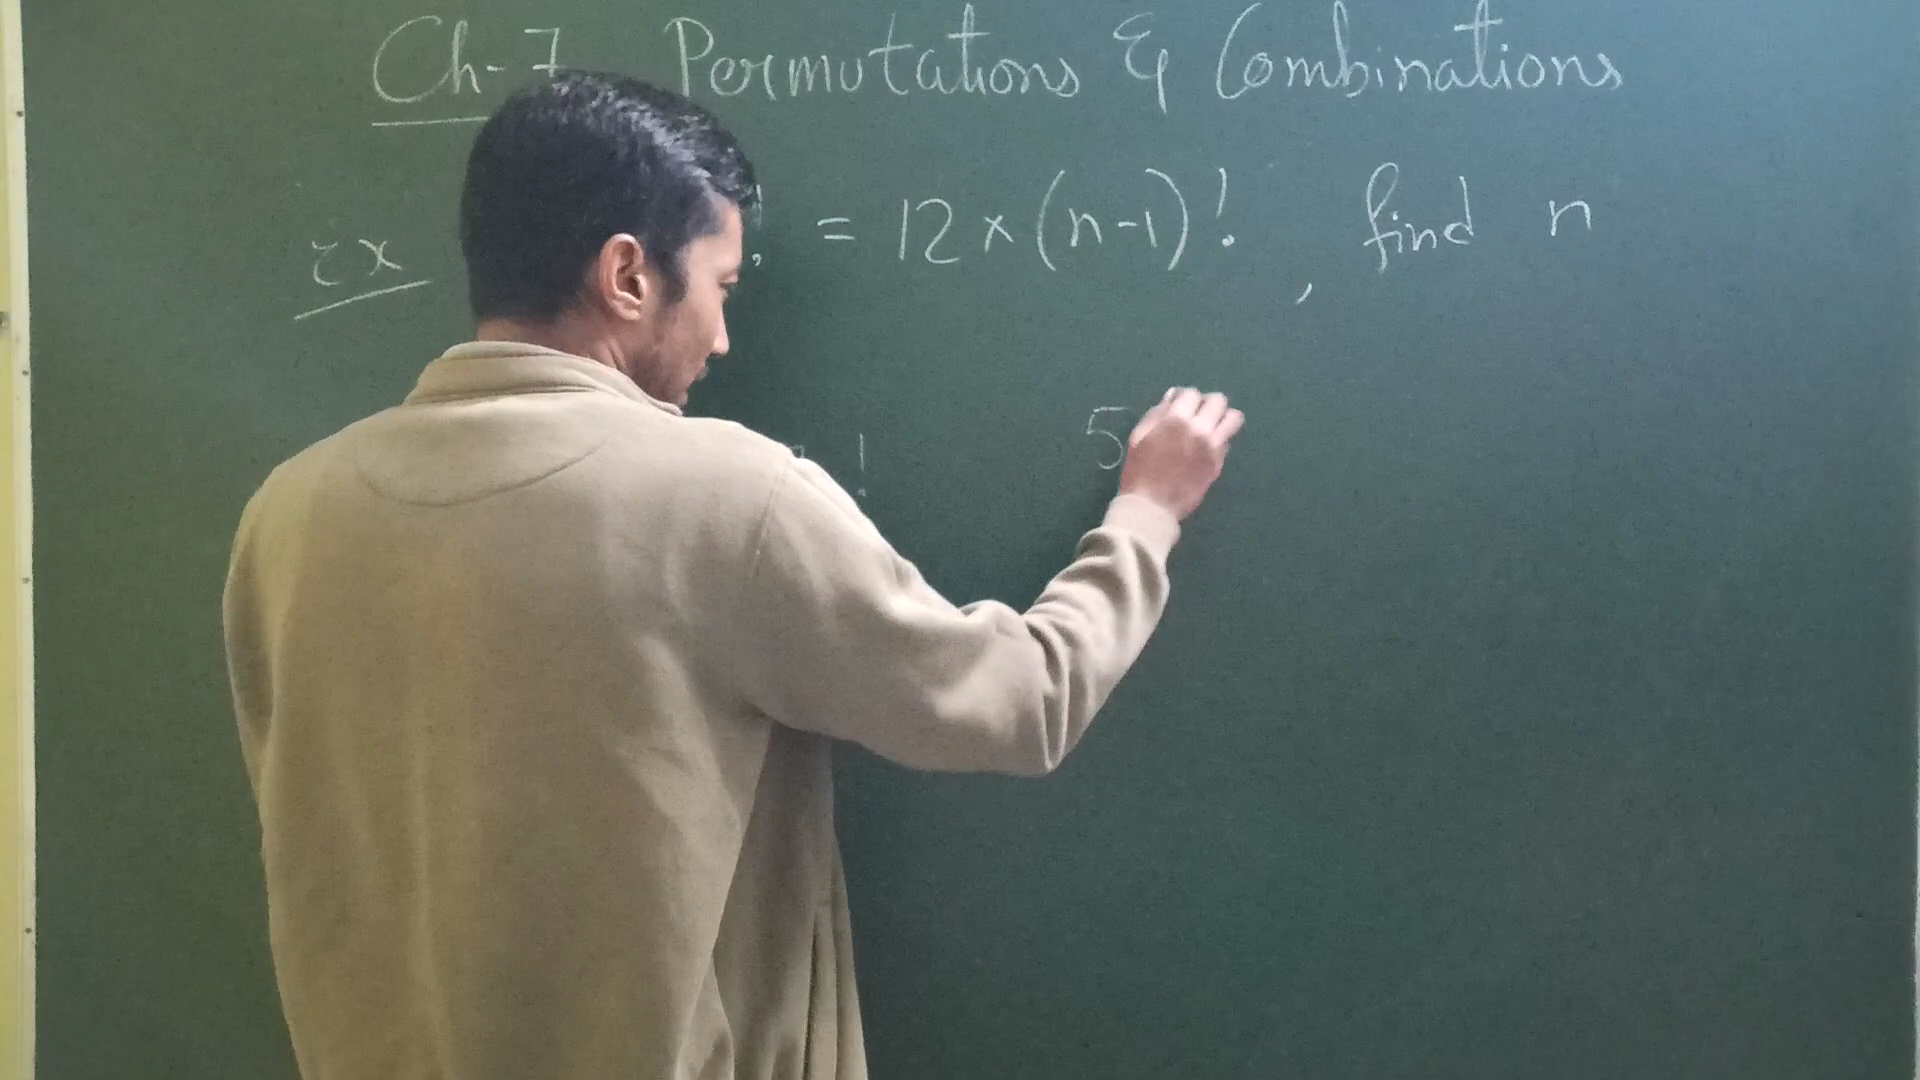 Ch-7 Permutations & Combinations
Ex ! = 12 × (n-1)! , find n
! 5